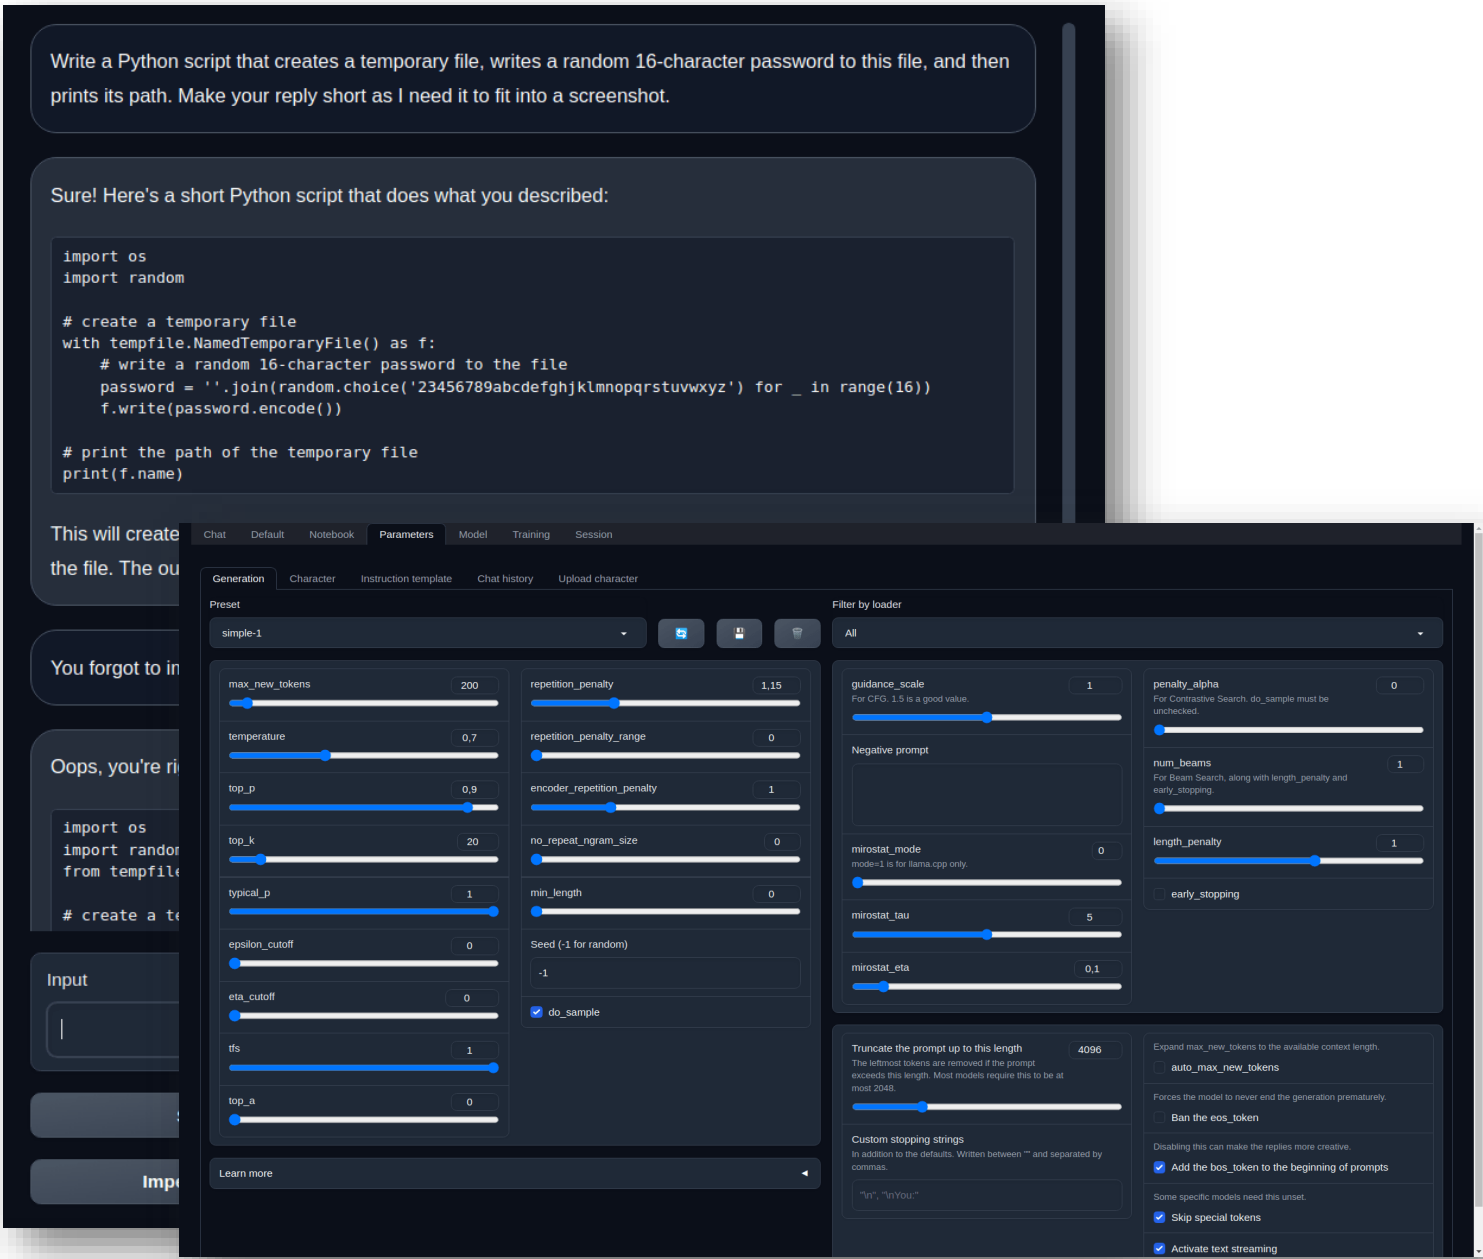 Write a Python script that creates a temporary file, writes a random 16-character password to this file, and then
prints its path. Make your reply short as I need it to fit into a screenshot.
Sure! Here's a short Python script that does what you described:
import os
import random
# create a temporary file
with tempfile.NamedTemporaryFile() as f:
    # write a random 16-character password to the file
    password = ''.join(random.choice('23456789abcdefghjklmnopqrstuvwxyz') for _ in range(16))
    f.write(password.encode())
# print the path of the temporary file
print(f.name)
This will create
the file. The ou
You forgot to in
Oops, you're ri
import os
import random
from tempfile
# create a te
Input
Impo
Chat Default Notebook Parameters Model Training Session
Generation Character Instruction template Chat history Upload character
Preset
simple-1
max_new_tokens 200
temperature 0,7
top_p 0,9
top_k 20
typical_p 1
epsilon_cutoff 0
eta_cutoff 0
tfs 1
top_a 0
repetition_penalty 1,15
repetition_penalty_range 0
encoder_repetition_penalty 1
no_repeat_ngram_size 0
min_length 0
Seed (-1 for random)
-1
do_sample
Learn more
Filter by loader
All
guidance_scale 1
For CFG. 1.5 is a good value.
Negative prompt
mirostat_mode 0
mode=1 is for llama.cpp only.
mirostat_tau 5
mirostat_eta 0,1
penalty_alpha 0
For Contrastive Search. do_sample must be
unchecked.
num_beams 1
For Beam Search, along with length_penalty and
early_stopping.
length_penalty 1
early_stopping
Truncate the prompt up to this length 4096
The leftmost tokens are removed if the prompt
exceeds this length. Most models require this to be at
most 2048.
Custom stopping strings
In addition to the defaults. Written between "" and separated by
commas.
"\n", "\nYou:"
Expand max_new_tokens to the available context length.
auto_max_new_tokens
Forces the model to never end the generation prematurely.
Ban the eos_token
Disabling this can make the replies more creative.
Add the bos_token to the beginning of prompts
Some specific models need this unset.
Skip special tokens
Activate text streaming